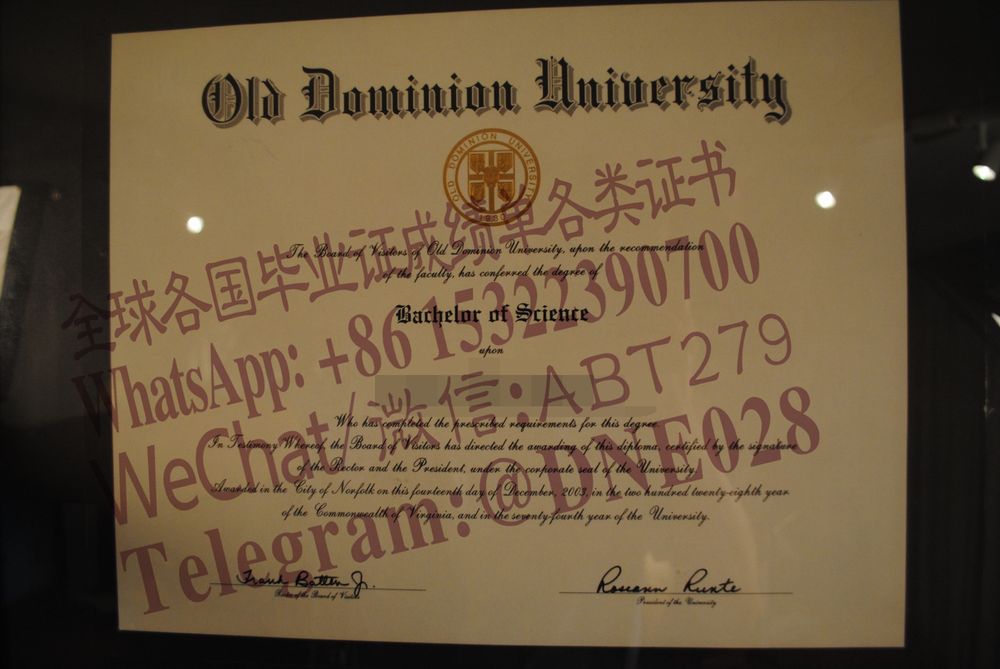 Old Dominion University
OLD DOMINION UNIVERSITY
1930
The Board of Visitors of Old Dominion University, upon the recommendation
of the faculty, has conferred the degree of
Bachelor of Science
upon
Who has completed the prescribed requirements for this degree.
In Testimony Whereof, the Board of Visitors has directed the awarding of this diploma, certified by the signature
of the Rector and the President, under the corporate seal of the University.
Awarded in the City of Norfolk on this fourteenth day of December, 2003, in the two hundred twenty-eighth year
of the Commonwealth of Virginia, and in the seventy-fourth year of the University.
Frank Batten Jr.
Rector of the Board of Visitors
Roseann Runte
President of the University
全球各国毕业证成绩单各类证书
WhatsApp: +86 15322390700
WeChat/微信:ABT279
Telegram:@DNE028